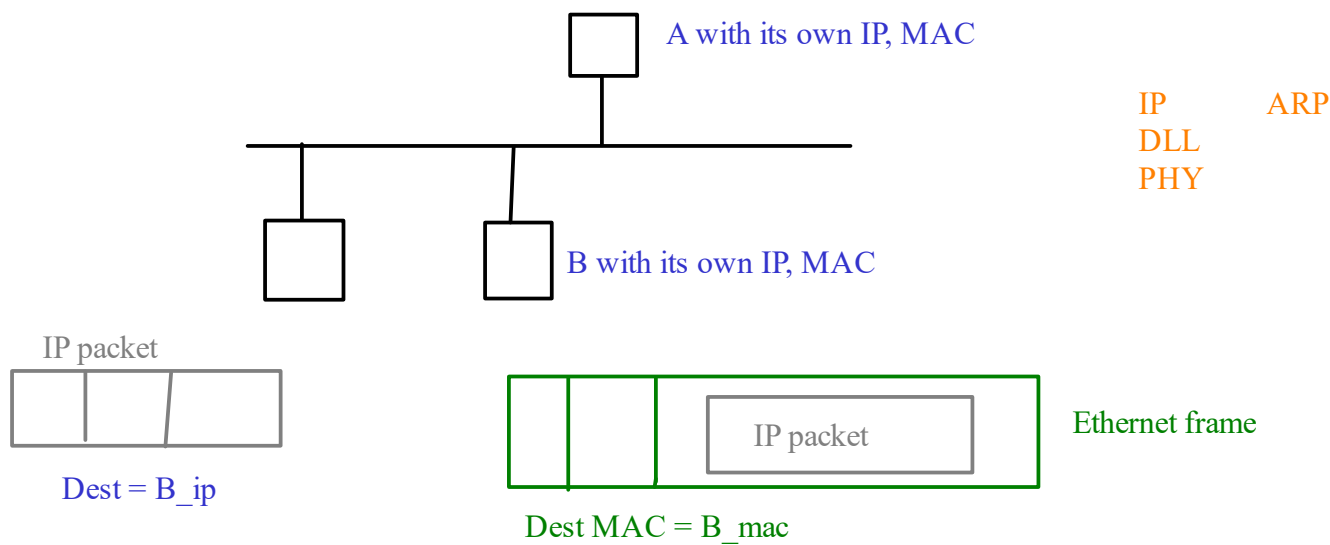 A with its own IP, MAC
IP ARP
DLL
PHY
B with its own IP, MAC
IP packet
IP packet
Ethernet frame
Dest = B_ip
Dest MAC = B_mac